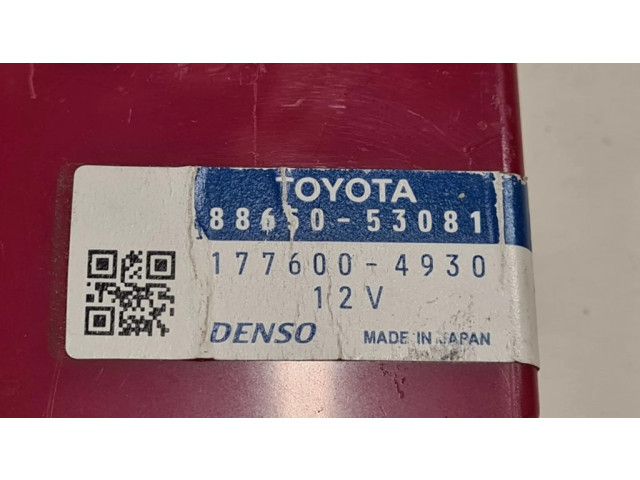 TOYOTA
88650-53081
177600-4930
12V
DENSO MADE IN JAPAN